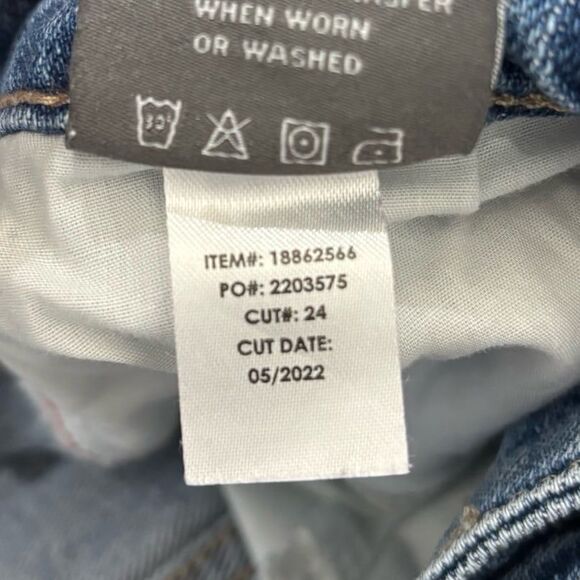 WHEN WORN
OR WASHED
30°
ITEM#: 18862566
PO#: 2203575
CUT#: 24
CUT DATE:
05/2022